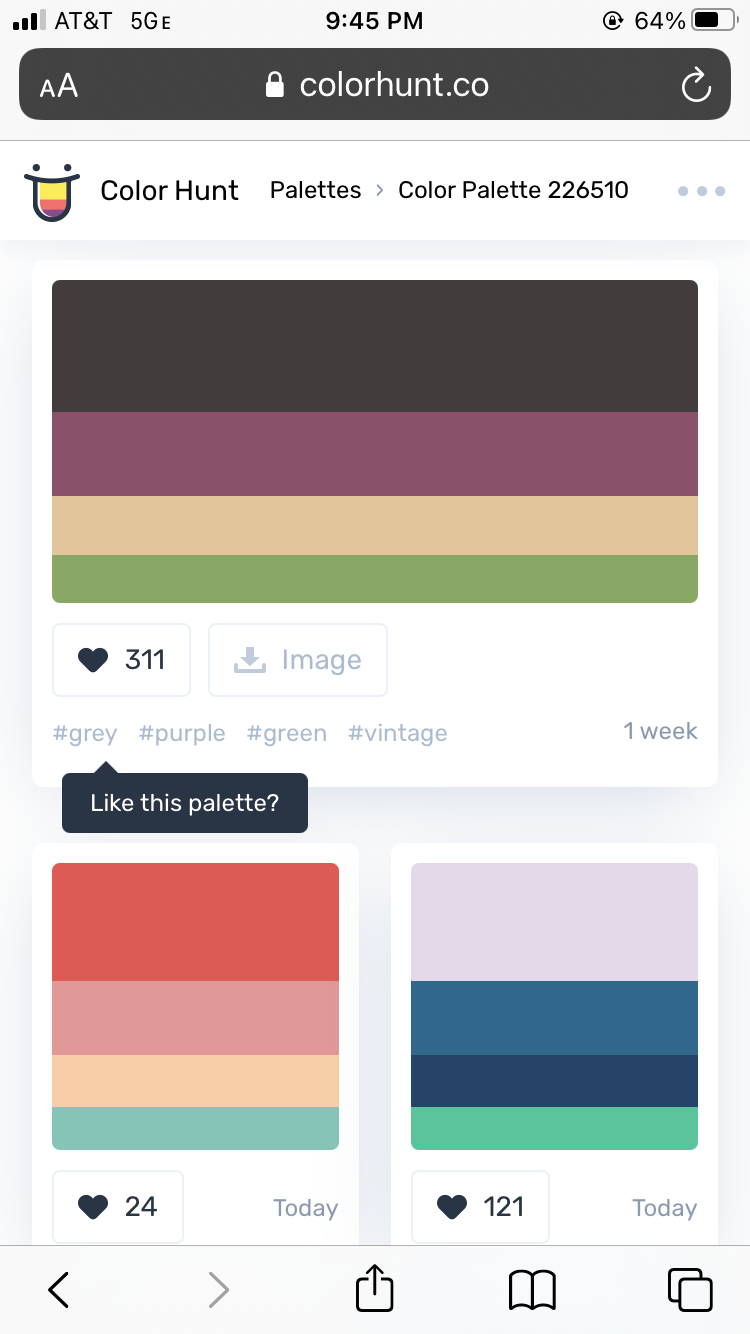 AT&T 5GE 9:45 PM 64%
AA colorhunt.co
Color Hunt Palettes › Color Palette 226510
311 Image
#grey #purple #green #vintage 1 week
Like this palette?
24 Today 121 Today